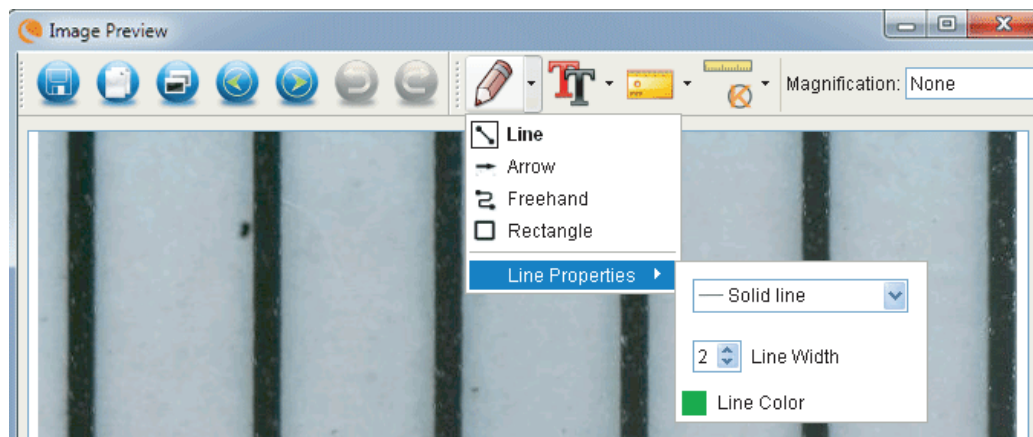 Image Preview
Magnification: None
Line
Arrow
Freehand
Rectangle
Line Properties
Solid line
2 Line Width
Line Color